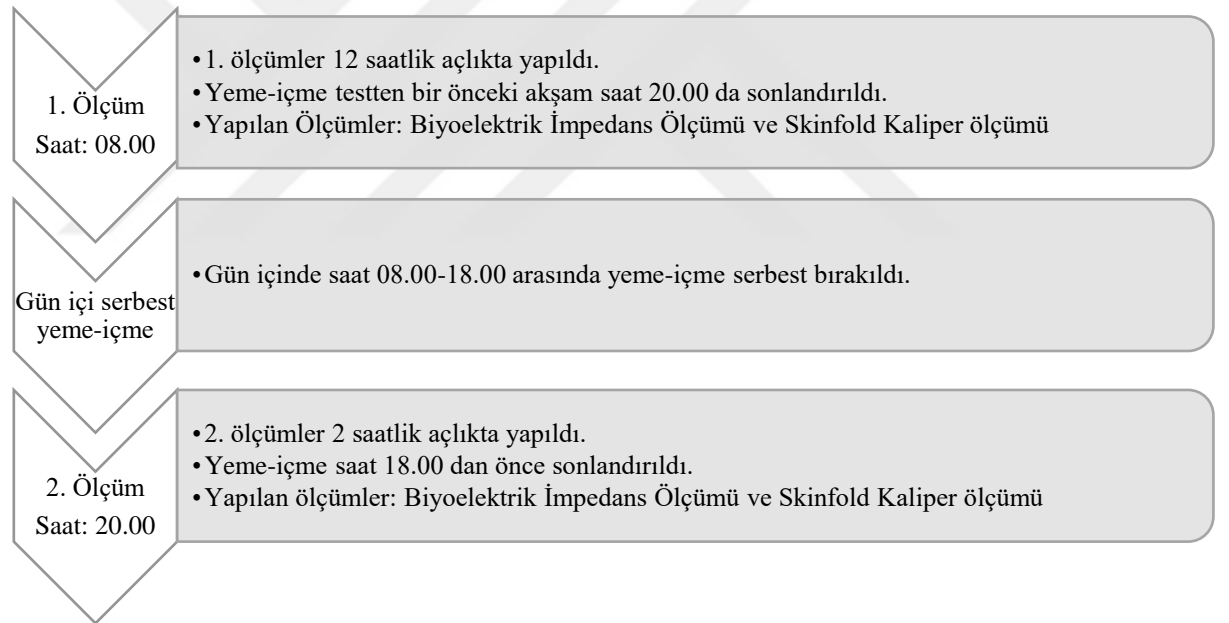 1. Ölçüm
Saat: 08.00
•1. ölçümler 12 saatlik açlıkta yapıldı.
•Yeme-içme testten bir önceki akşam saat 20.00 da sonlandırıldı.
•Yapılan Ölçümler: Biyoelektrik İmpedans Ölçümü ve Skinfold Kaliper ölçümü
Gün içi serbest
yeme-içme
•Gün içinde saat 08.00-18.00 arasında yeme-içme serbest bırakıldı.
2. Ölçüm
Saat: 20.00
•2. ölçümler 2 saatlik açlıkta yapıldı.
•Yeme-içme saat 18.00 dan önce sonlandırıldı.
•Yapılan ölçümler: Biyoelektrik İmpedans Ölçümü ve Skinfold Kaliper ölçümü